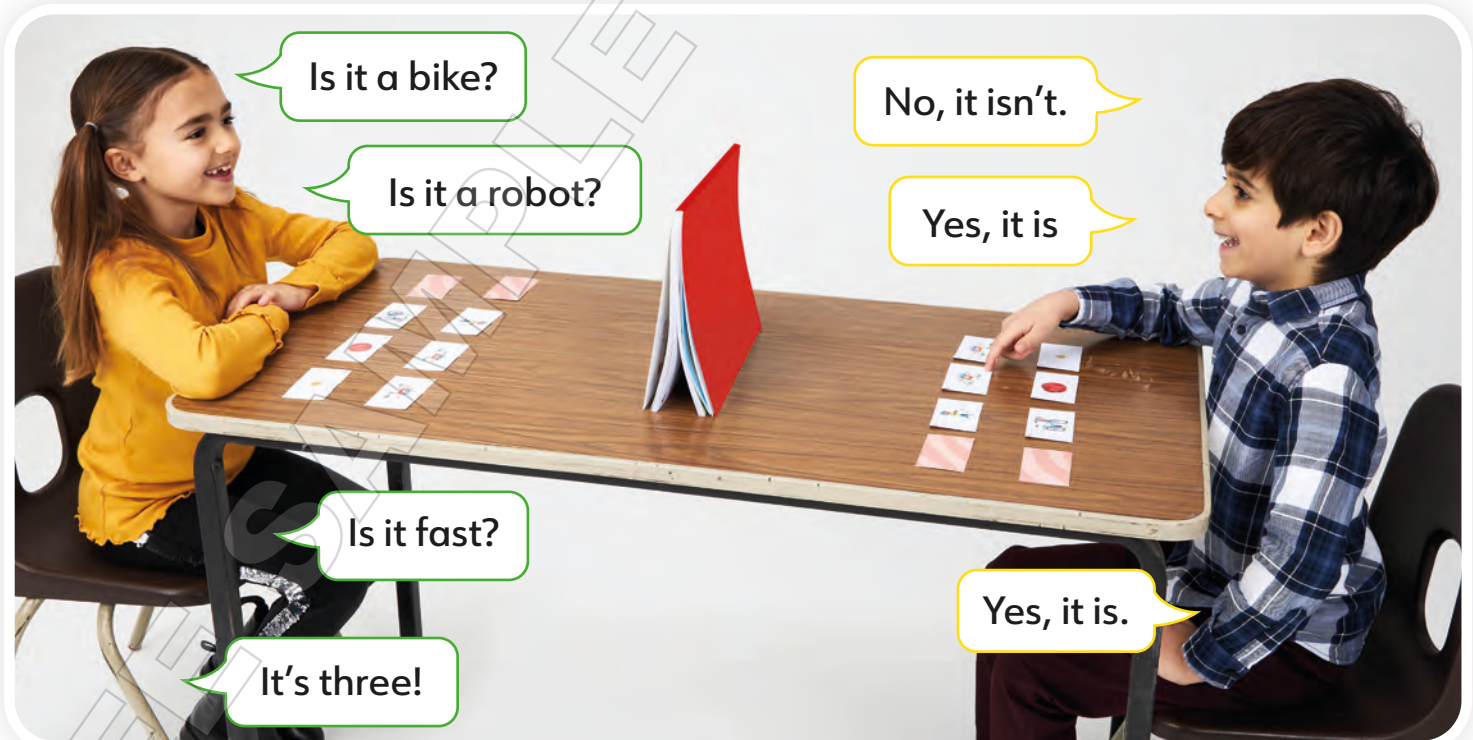 Is it a bike?
No, it isn't.
Is it a robot?
Yes, it is
Is it fast?
Yes, it is.
It's three!
SAMPLE